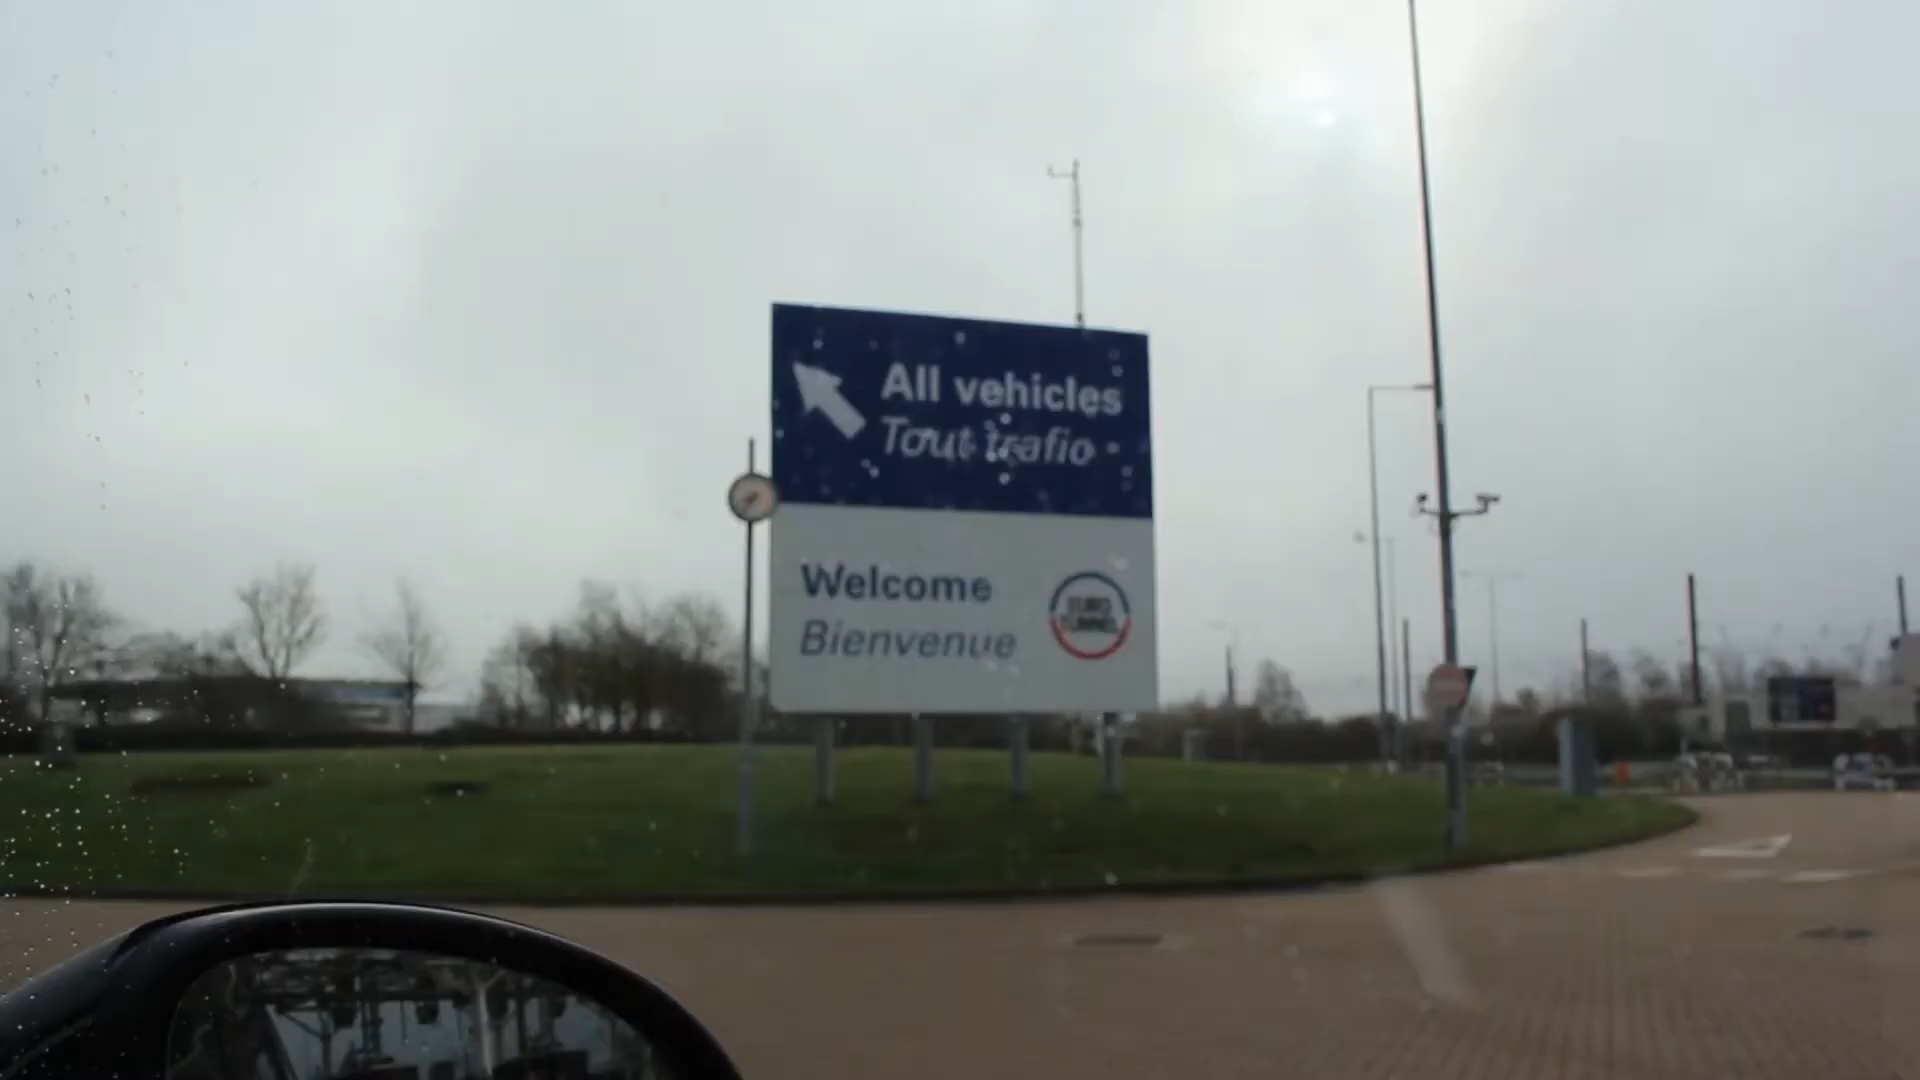 All vehicles
Tout trafic
Welcome
Bienvenue
EURO
TUNNEL